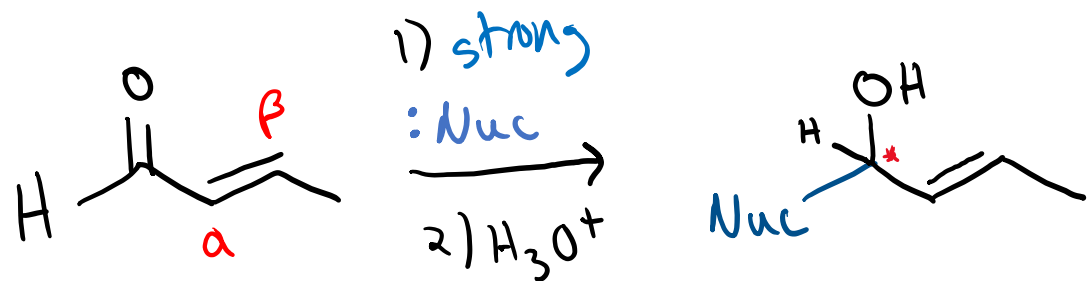 1) strong
:Nuc
2) H₃O⁺
O
H
α
β
OH
H
*
Nuc